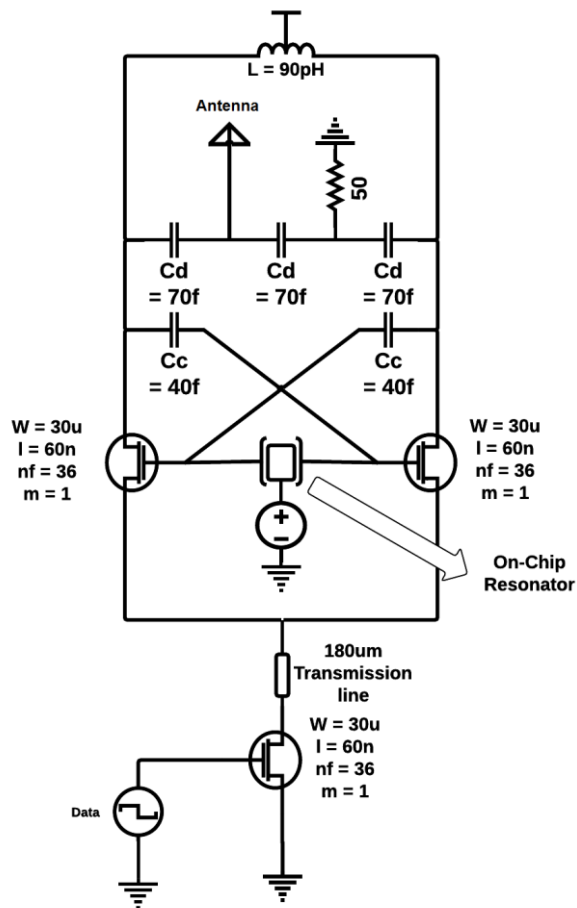 L = 90pH
Antenna
50
Cd
= 70f
Cd
= 70f
Cd
= 70f
Cc
= 40f
Cc
= 40f
W = 30u
l = 60n
nf = 36
m = 1
W = 30u
l = 60n
nf = 36
m = 1
+
−
On-Chip
Resonator
180um
Transmission
line
W = 30u
l = 60n
nf = 36
m = 1
Data